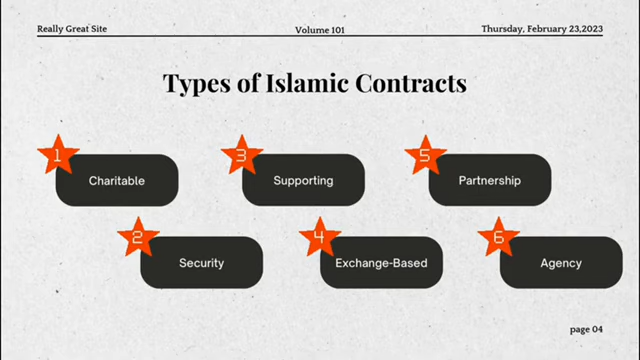 Really Great Site
Volume 101
Thursday, February 23,2023
Types of Islamic Contracts
1
Charitable
2
Security
3
Supporting
4
Exchange-Based
5
Partnership
6
Agency
page 04